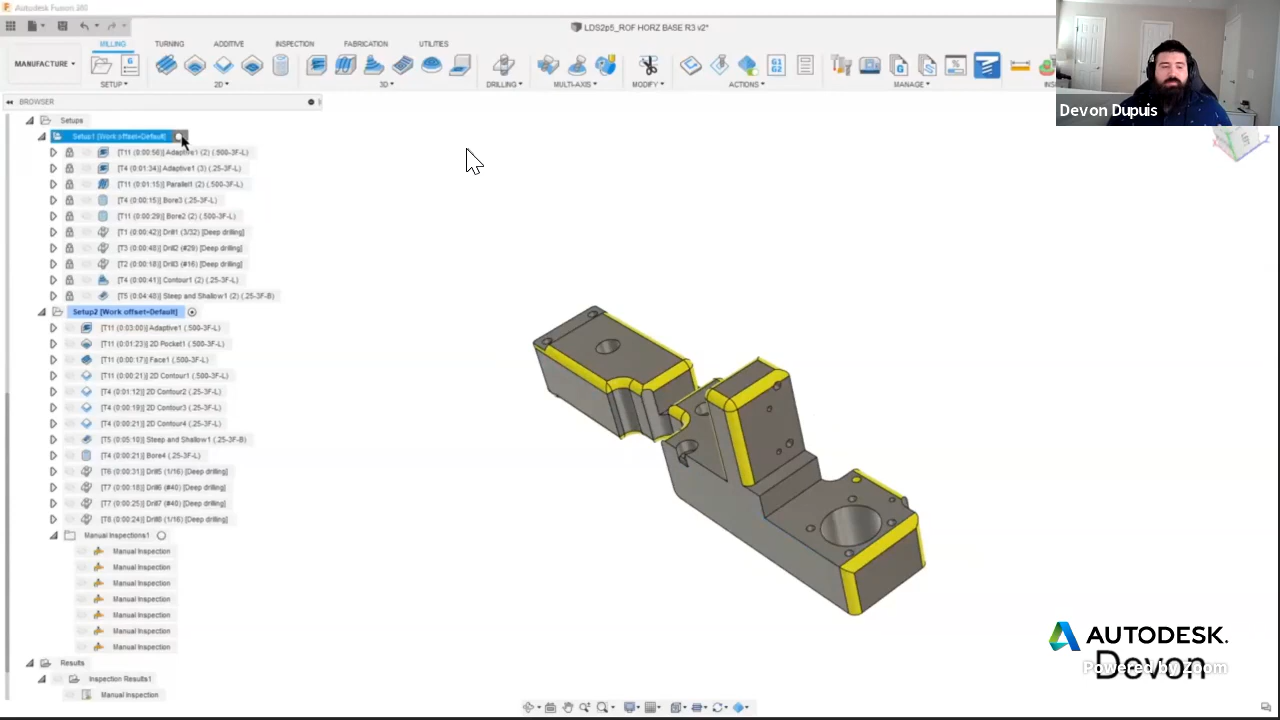 Autodesk Fusion 360
LDS2p5_ROF HORZ BASE R3 v2*
MILLING TURNING ADDITIVE INSPECTION FABRICATION UTILITIES
MANUFACTURE
SETUP 2D 3D DRILLING MULTI-AXIS MODIFY ACTIONS MANAGE
BROWSER
Devon Dupuis
Setups
Setup1 [Work offset=Default]
[T11 (0:00:56)] Adaptive1 (2) (.500-3F-L)
[T4 (0:01:34)] Adaptive1 (3) (.25-3F-L)
[T11 (0:01:15)] Parallel1 (2) (.500-3F-L)
[T4 (0:00:15)] Bore3 (.25-3F-L)
[T11 (0:00:29)] Bore2 (2) (.500-3F-L)
[T1 (0:00:42)] Drill1 (3/32) [Deep drilling]
[T3 (0:00:48)] Drill2 (#29) [Deep drilling]
[T2 (0:00:18)] Drill3 (#16) [Deep drilling]
[T4 (0:00:41)] Contour1 (2) (.25-3F-L)
[T5 (0:04:48)] Steep and Shallow1 (2) (.25-3F-B)
Setup2 [Work offset=Default]
[T11 (0:03:00)] Adaptive1 (.500-3F-L)
[T11 (0:01:23)] 2D Pocket1 (.500-3F-L)
[T11 (0:00:17)] Face1 (.500-3F-L)
[T11 (0:00:21)] 2D Contour1 (.500-3F-L)
[T4 (0:01:12)] 2D Contour2 (.25-3F-L)
[T4 (0:00:19)] 2D Contour3 (.25-3F-L)
[T4 (0:00:21)] 2D Contour4 (.25-3F-L)
[T5 (0:05:10)] Steep and Shallow1 (.25-3F-B)
[T4 (0:00:21)] Bore4 (.25-3F-L)
[T6 (0:00:31)] Drill5 (1/16) [Deep drilling]
[T7 (0:00:18)] Drill6 (#40) [Deep drilling]
[T7 (0:00:25)] Drill7 (#40) [Deep drilling]
[T8 (0:00:24)] Drill8 (1/16) [Deep drilling]
Manual Inspections1
Manual Inspection
Manual Inspection
Manual Inspection
Manual Inspection
Manual Inspection
Manual Inspection
Manual Inspection
Results
Inspection Results1
Manual Inspection
AUTODESK.
Devon
Powered by Zoom